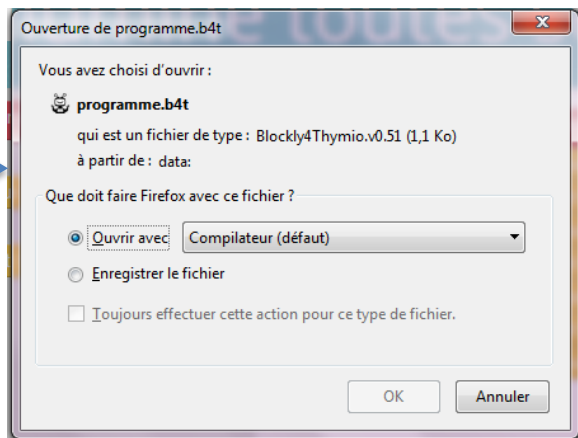 Ouverture de programme.b4t
Vous avez choisi d'ouvrir :
programme.b4t
qui est un fichier de type : Blockly4Thymio.v0.51 (1,1 Ko)
à partir de : data:
Que doit faire Firefox avec ce fichier ?
Ouvrir avec Compilateur (défaut)
Enregistrer le fichier
Toujours effectuer cette action pour ce type de fichier.
OK Annuler